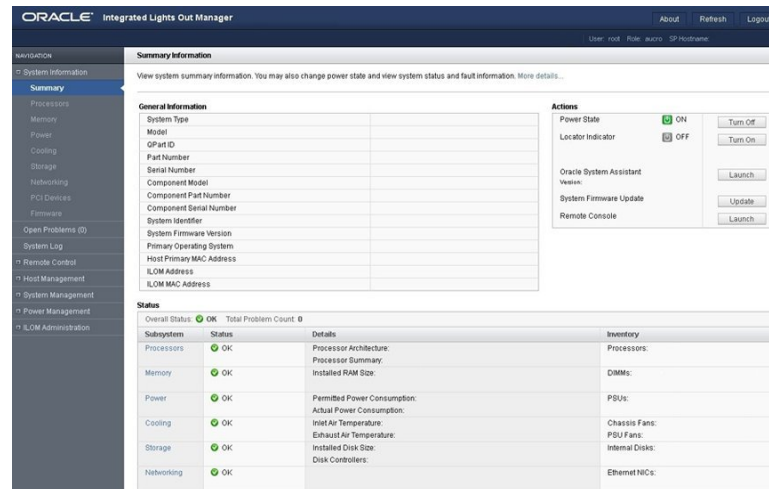 ORACLE® Integrated Lights Out Manager
About Refresh Logout
User: root Role: aucro SP Hostname:
NAVIGATION
System Information
Summary
Processors
Memory
Power
Cooling
Storage
Networking
PCI Devices
Firmware
Open Problems (0)
System Log
Remote Control
Host Management
System Management
Power Management
ILOM Administration
Summary Information
View system summary information. You may also change power state and view system status and fault information. More details...
General Information
System Type
Model
QPart ID
Part Number
Serial Number
Component Model
Component Part Number
Component Serial Number
System Identifier
System Firmware Version
Primary Operating System
Host Primary MAC Address
ILOM Address
ILOM MAC Address
Actions
Power State ON Turn Off
Locator Indicator OFF Turn On
Oracle System Assistant Launch
Version:
System Firmware Update Update
Remote Console Launch
Status
Overall Status: OK Total Problem Count: 0
Subsystem Status Details Inventory
Processors OK Processor Architecture: Processors:
Processor Summary:
Memory OK Installed RAM Size: DIMMs:
Power OK Permitted Power Consumption: PSUs:
Actual Power Consumption:
Cooling OK Inlet Air Temperature: Chassis Fans:
Exhaust Air Temperature: PSU Fans:
Storage OK Installed Disk Size: Internal Disks:
Disk Controllers:
Networking OK Ethernet NICs: